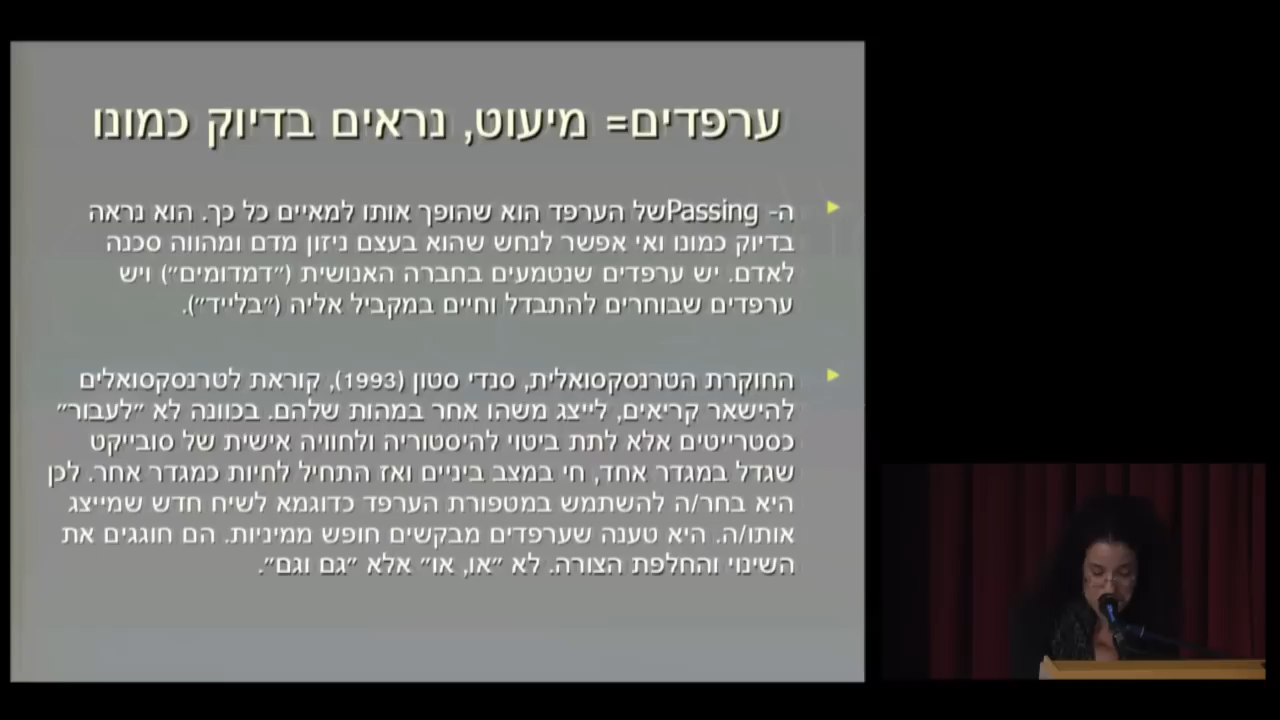 ערפדים= מיעוט, נראים בדיוק כמונו
ה- Passingשל הערפד הוא שהופך אותו למאיים כל כך. הוא נראה
בדיוק כמונו ואי אפשר לנחש שהוא בעצם ניזון מדם ומהווה סכנה
לאדם. יש ערפדים שנטמעים בחברה האנושית (״דמדומים״) ויש
ערפדים שבוחרים להתבדל וחיים במקביל אליה (״בלייד״).
החוקרת הטרנסקסואלית, סנדי סטון (1993), קוראת לטרנסקסואלים
להישאר קריאים, לייצג משהו אחר במהות שלהם. בכוונה לא ״לעבור״
כסטרייטים אלא לתת ביטוי להיסטוריה ולחוויה אישית של סובייקט
שגדל במגדר אחד, חי במצב ביניים ואז התחיל לחיות כמגדר אחר. לכן
היא בחר/ה להשתמש במטפורת הערפד כדוגמא לשיח חדש שמייצג
אותו/ה. היא טענה שערפדים מבקשים חופש ממיניות. הם חוגגים את
השינוי והחלפת הצורה. לא ״או, או״ אלא ״גם וגם״.